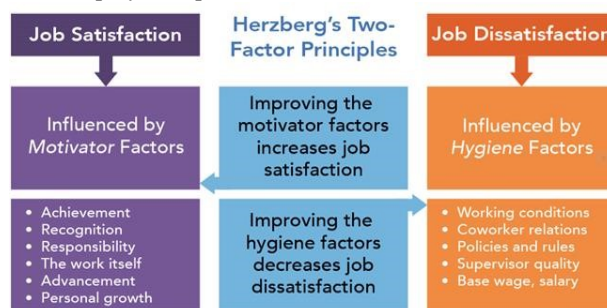 Job Satisfaction
Influenced by
Motivator Factors
• Achievement
• Recognition
• Responsibility
• The work itself
• Advancement
• Personal growth
Herzberg's Two-
Factor Principles
Improving the
motivator factors
increases job
satisfaction
Improving the
hygiene factors
decreases job
dissatisfaction
Job Dissatisfaction
Influenced by
Hygiene Factors
• Working conditions
• Coworker relations
• Policies and rules
• Supervisor quality
• Base wage, salary